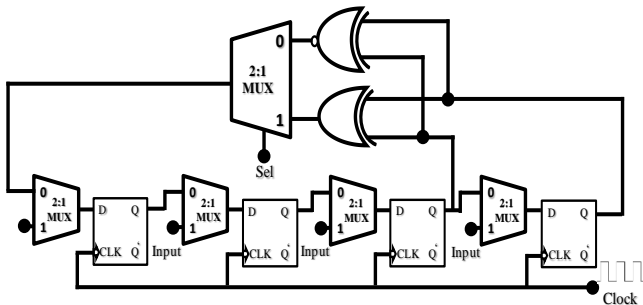 0
2:1
MUX
1
Sel
0
2:1
MUX
1
D Q
CLK Q'
Input
0
2:1
MUX
1
D Q
CLK Q'
Input
0
2:1
MUX
1
D Q
CLK Q'
Input
0
2:1
MUX
1
D Q
CLK Q'
Clock